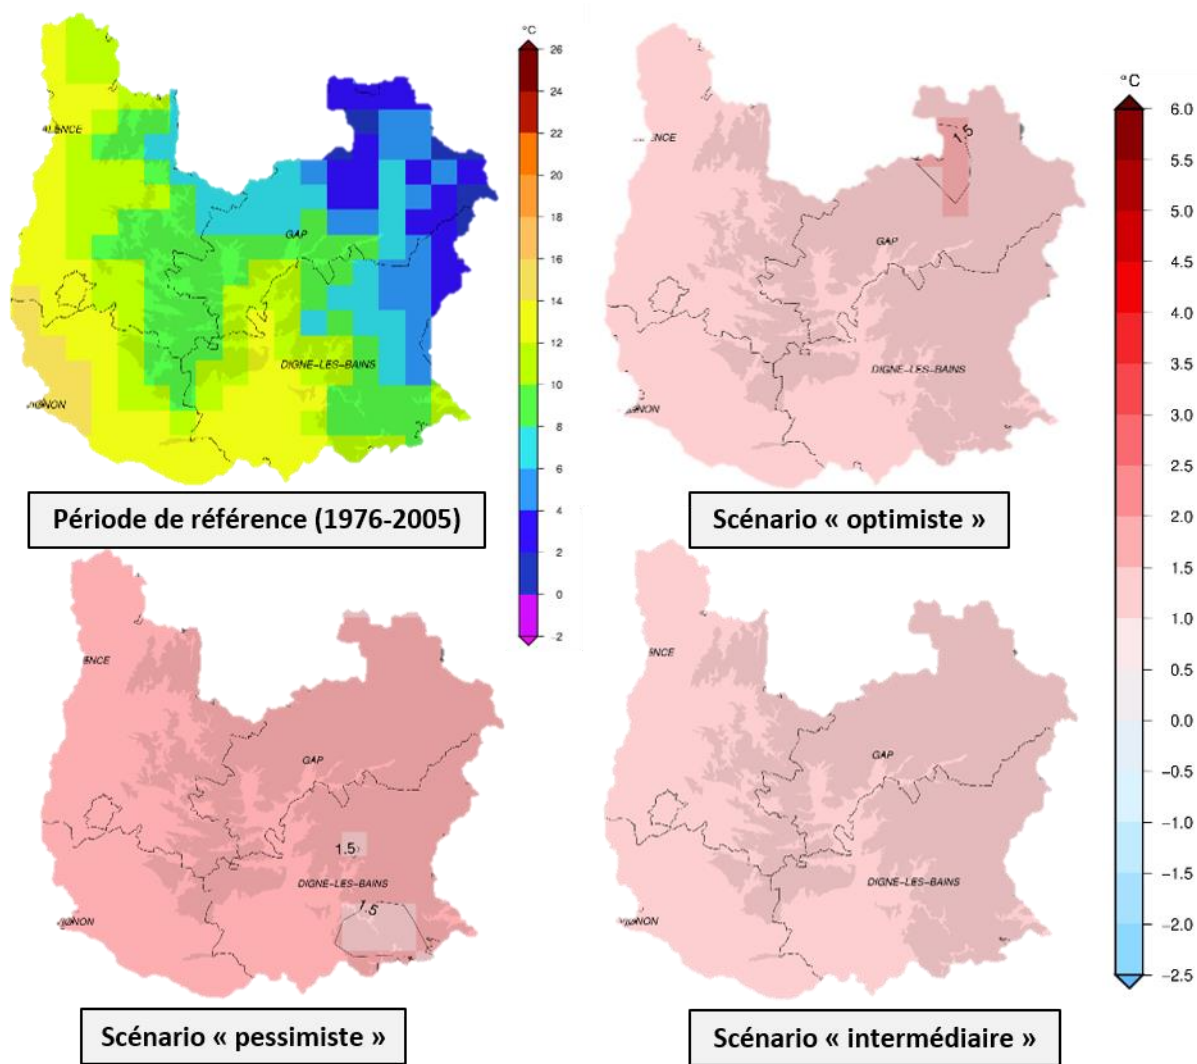 °C
26
24
22
20
18
16
14
12
10
8
6
4
2
0
-2
GAP
DIGNE-LES-BAINS
Période de référence (1976-2005)
1.5
GAP
DIGNE-LES-BAINS
Scénario « optimiste »
°C
6.0
5.5
5.0
4.5
4.0
3.5
3.0
2.5
2.0
1.5
1.0
0.5
0.0
-0.5
-1.0
-1.5
-2.0
-2.5
GAP
1.5
DIGNE-LES-BAINS
1.5
Scénario « pessimiste »
GAP
DIGNE-LES-BAINS
Scénario « intermédiaire »